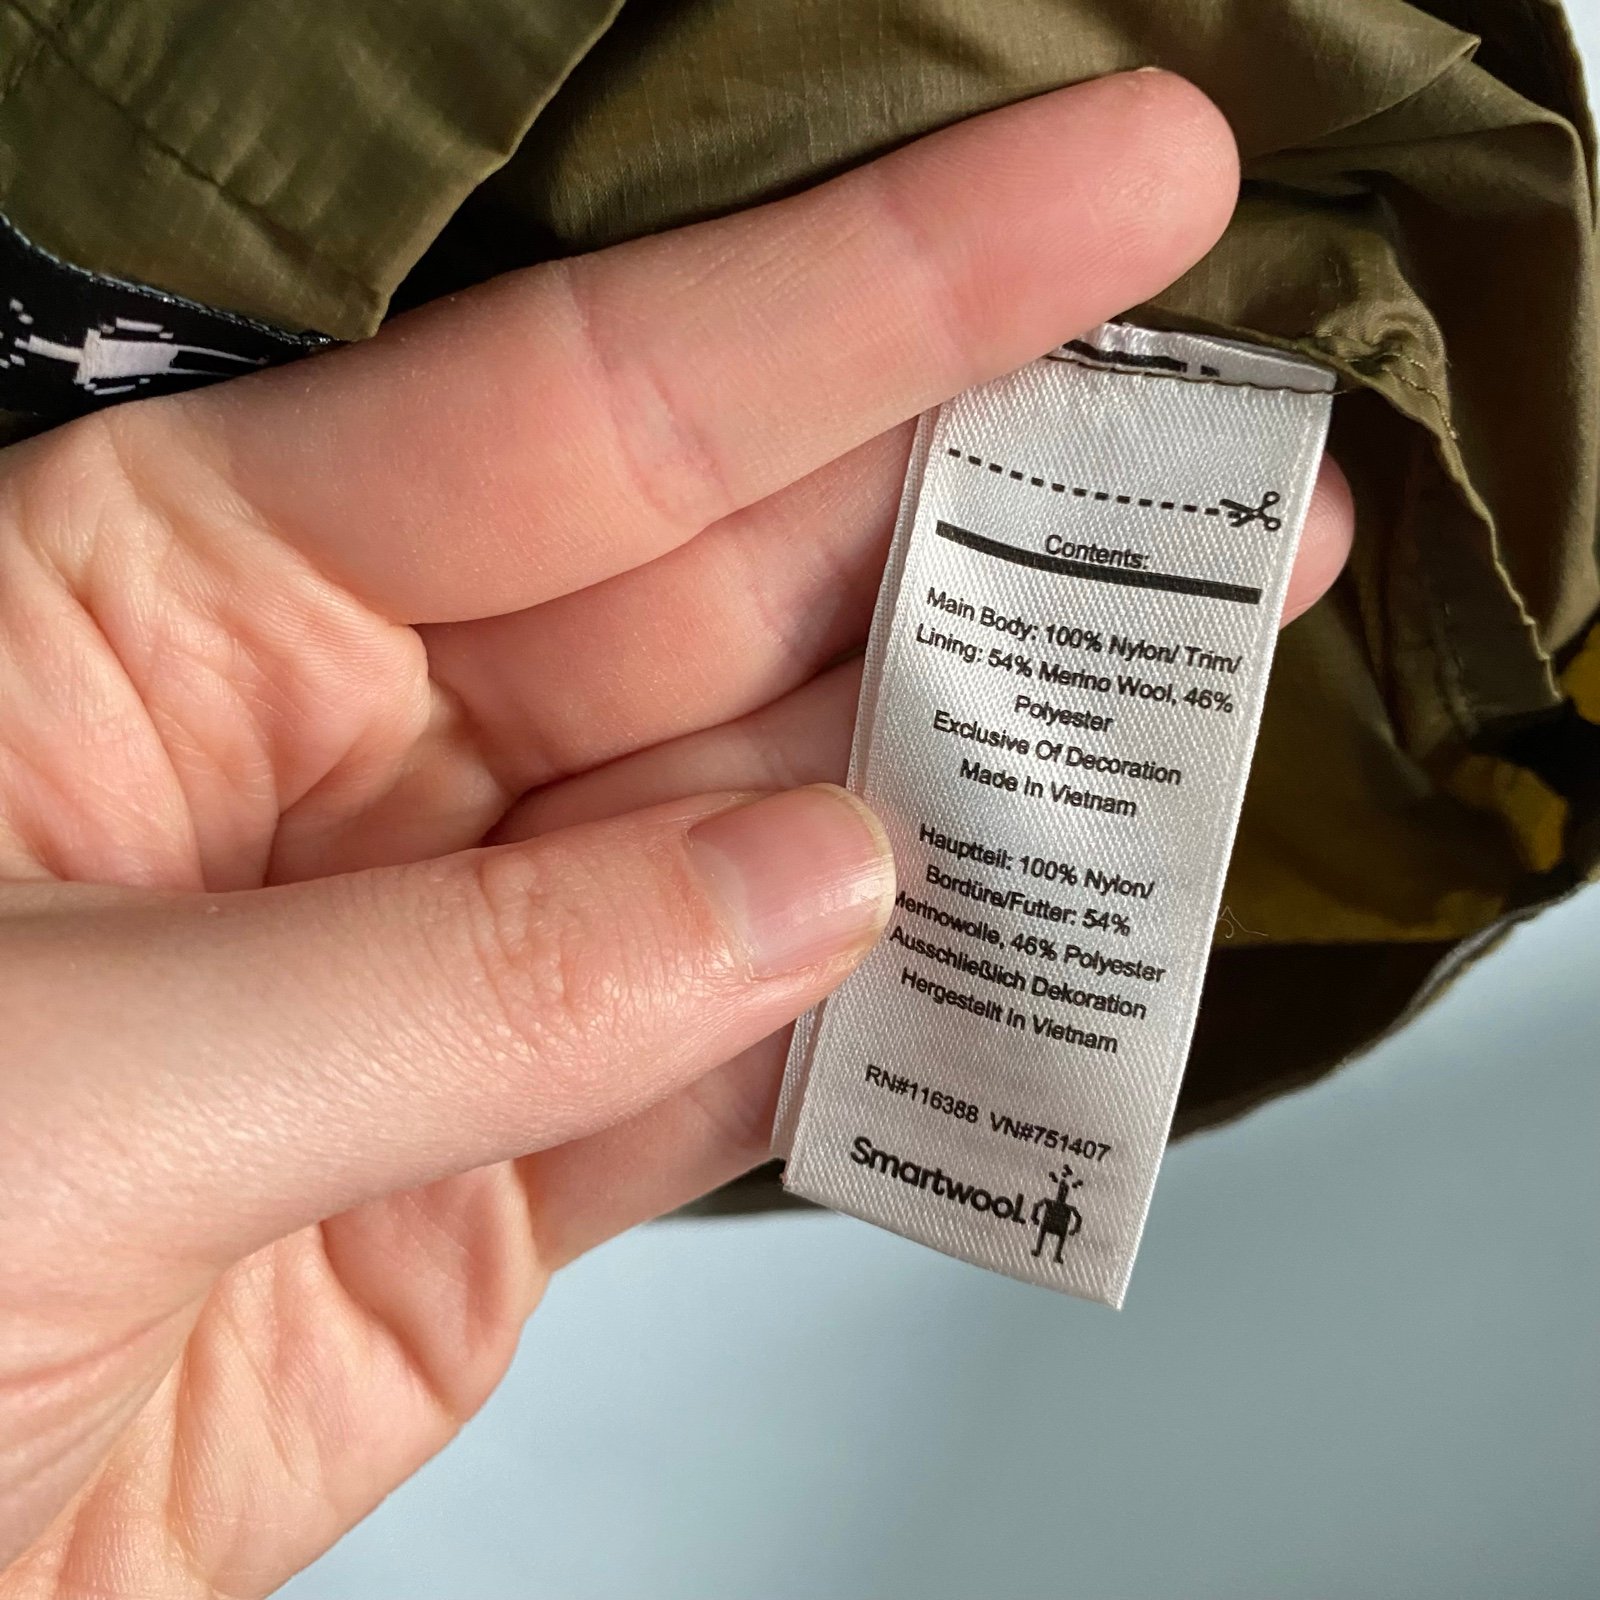 Contents:
Main Body: 100% Nylon/ Trim/
Lining: 54% Merino Wool, 46%
Polyester
Exclusive Of Decoration
Made In Vietnam
Hauptteil: 100% Nylon/
Bordüre/Futter: 54%
Merinowolle, 46% Polyester
Ausschließlich Dekoration
Hergestellt In Vietnam
RN#116388 VN#751407
Smartwool